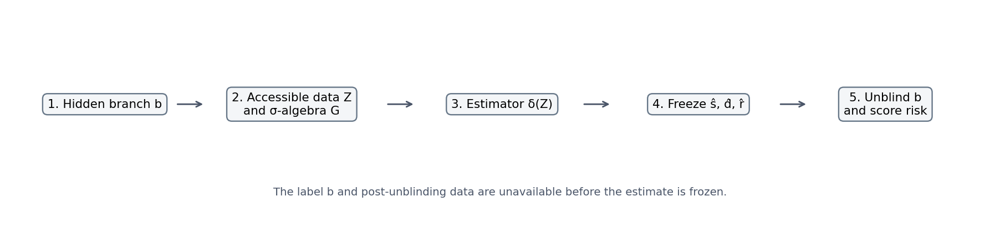 1. Hidden branch b
2. Accessible data Z
and σ-algebra G
3. Estimator δ(Z)
4. Freeze ŝ, d̂, r̂
5. Unblind b
and score risk
The label b and post-unblinding data are unavailable before the estimate is frozen.